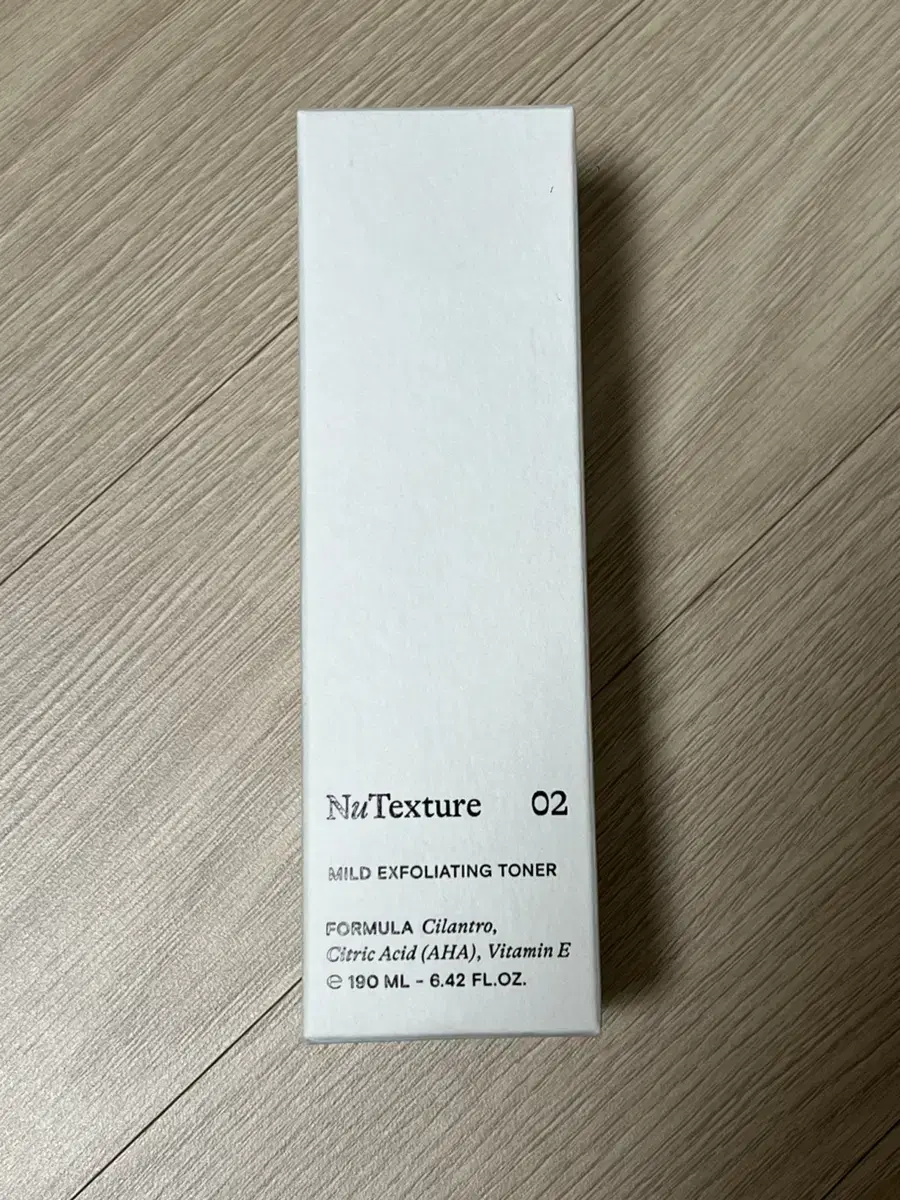 NuTexture 02
MILD EXFOLIATING TONER
FORMULA Cilantro,
Citric Acid (AHA), Vitamin E
℮ 190 ML - 6.42 FL.OZ.